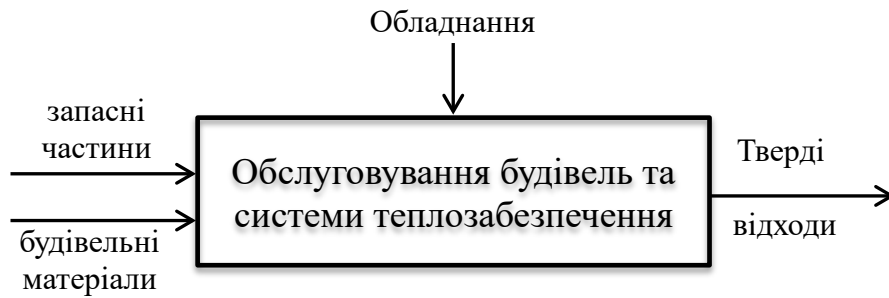 Обладнання
запасні
частини
Обслуговування будівель та
системи теплозабезпечення
Тверді
відходи
будівельні
матеріали